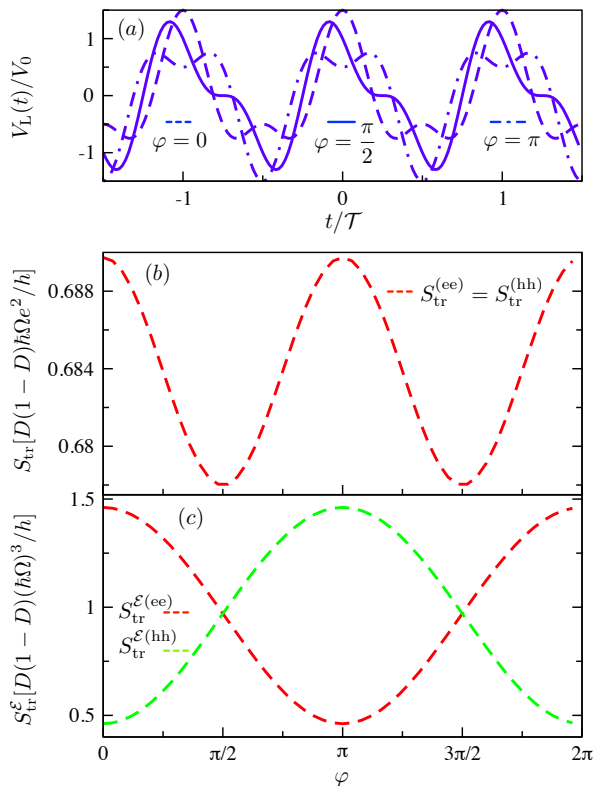 (a)
V_L(t)/V_0
1
0
-1
φ = 0
φ = π/2
φ = π
-1
0
1
t/𝒯
(b)
S_tr[D(1 − D)ℏΩe²/h]
0.688
0.684
0.68
S_tr^(ee) = S_tr^(hh)
(c)
S_tr^ℰ[D(1 − D)(ℏΩ)³/h]
1.5
1
0.5
S_tr^ℰ(ee)
S_tr^ℰ(hh)
0
π/2
π
3π/2
2π
φ